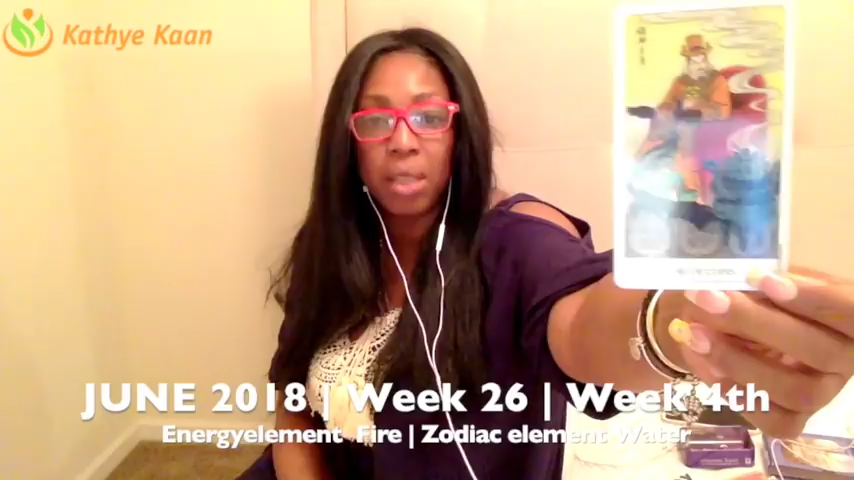 Kathye Kaan
JUNE 2018 | Week 26 | Week 4th
Energyelement Fire | Zodiac element Water